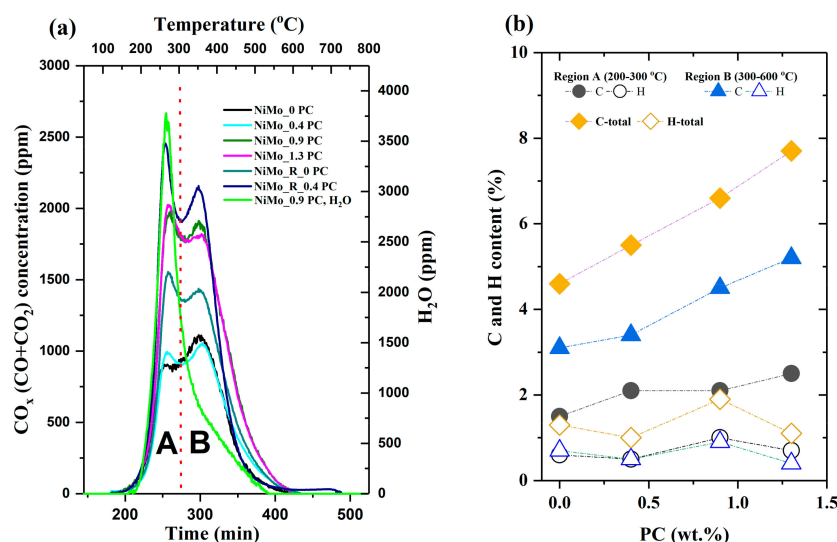 (a)
Temperature (°C)
100 200 300 400 500 600 700 800
3000
2500
2000
1500
1000
500
0
COx (CO+CO2) concentration (ppm)
NiMo_0 PC
NiMo_0.4 PC
NiMo_0.9 PC
NiMo_1.3 PC
NiMo_R_0 PC
NiMo_R_0.4 PC
NiMo_0.9 PC, H2O
A B
4000
3500
3000
2500
2000
1500
1000
500
0
H2O (ppm)
200 300 400 500
Time (min)
(b)
10
8
6
4
2
0
C and H content (%)
Region A (200-300 °C) Region B (300-600 °C)
C H C H
C-total H-total
0.0 0.5 1.0 1.5
PC (wt.%)